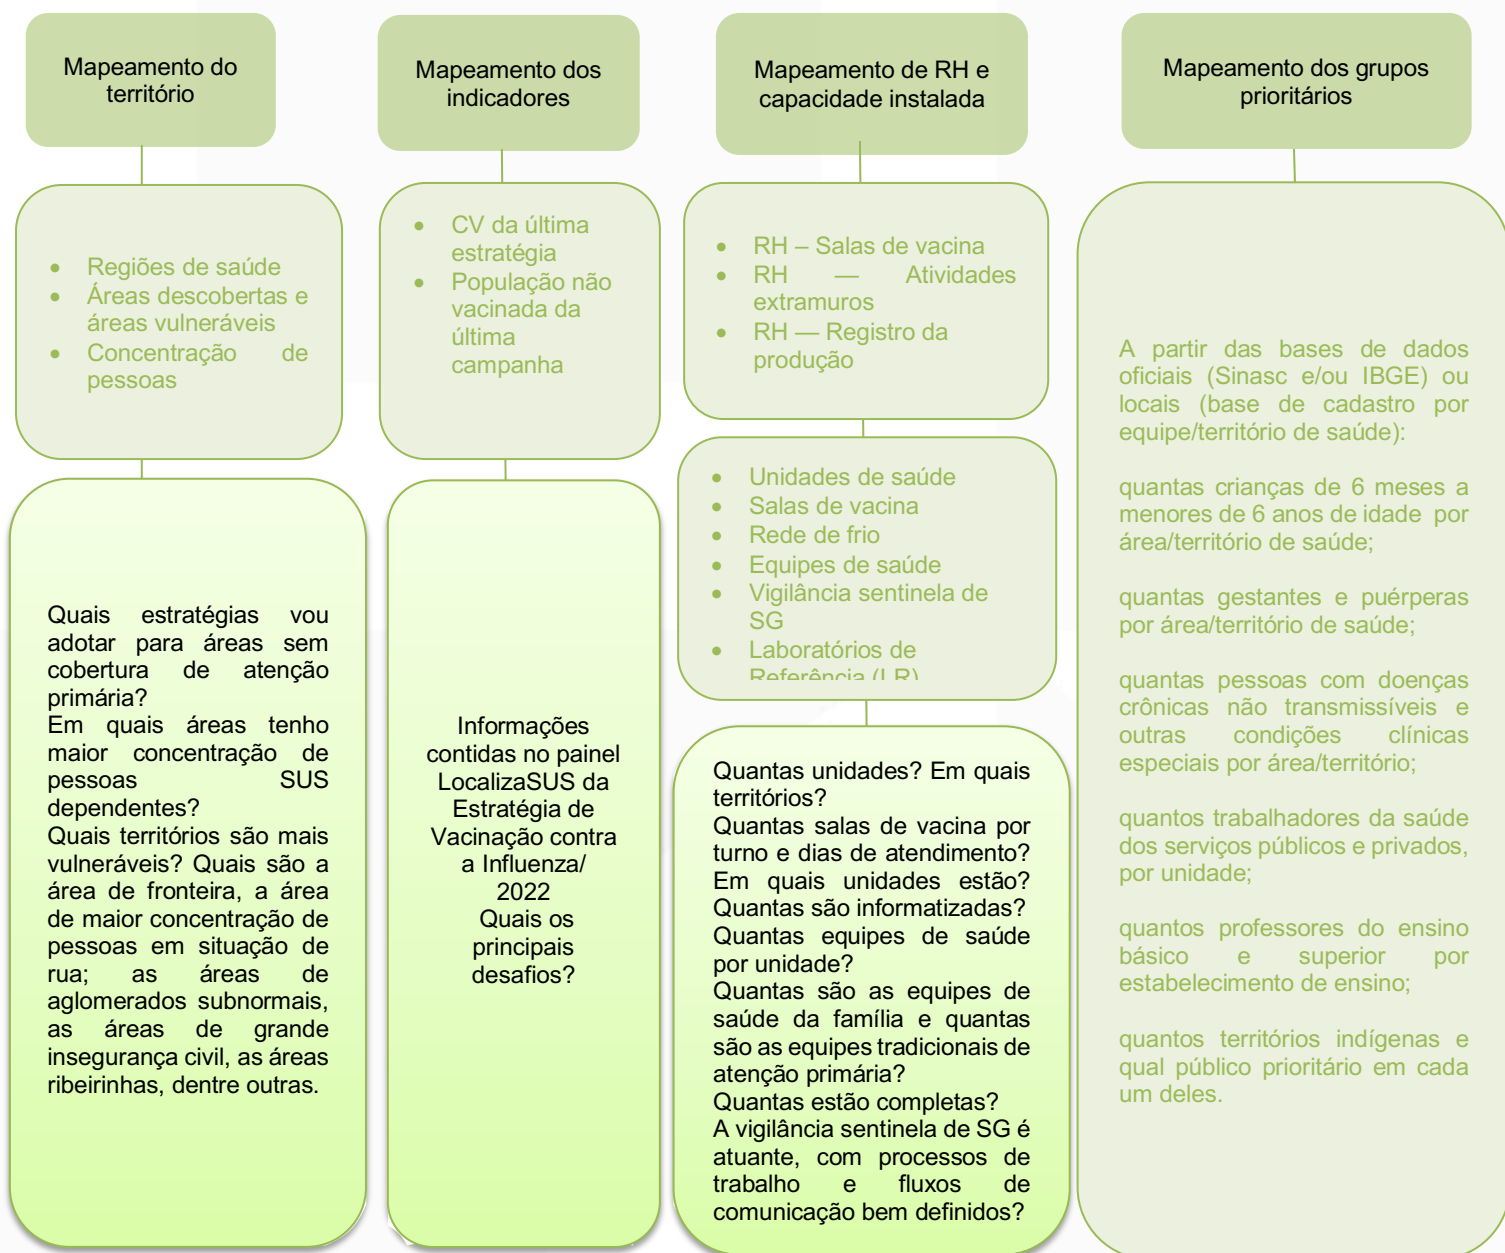 Mapeamento do
território
Regiões de saúde
Áreas descobertas e
áreas vulneráveis
Concentração de
pessoas
Quais estratégias vou
adotar para áreas sem
cobertura de atenção
primária?
Em quais áreas tenho
maior concentração de
pessoas SUS
dependentes?
Quais territórios são mais
vulneráveis? Quais são a
área de fronteira, a área
de maior concentração de
pessoas em situação de
rua; as áreas de
aglomerados subnormais,
as áreas de grande
insegurança civil, as áreas
ribeirinhas, dentre outras.
Mapeamento dos
indicadores
CV da última
estratégia
População não
vacinada da
última
campanha
Informações
contidas no painel
LocalizaSUS da
Estratégia de
Vacinação contra
a Influenza/
2022
Quais os
principais
desafios?
Mapeamento de RH e
capacidade instalada
RH – Salas de vacina
RH — Atividades
extramuros
RH — Registro da
produção
Unidades de saúde
Salas de vacina
Rede de frio
Equipes de saúde
Vigilância sentinela de
SG
Laboratórios de
Referência (LR)
Quantas unidades? Em quais
territórios?
Quantas salas de vacina por
turno e dias de atendimento?
Em quais unidades estão?
Quantas são informatizadas?
Quantas equipes de saúde
por unidade?
Quantas são as equipes de
saúde da família e quantas
são as equipes tradicionais de
atenção primária?
Quantas estão completas?
A vigilância sentinela de SG é
atuante, com processos de
trabalho e fluxos de
comunicação bem definidos?
Mapeamento dos grupos
prioritários
A partir das bases de dados
oficiais (Sinasc e/ou IBGE) ou
locais (base de cadastro por
equipe/território de saúde):
quantas crianças de 6 meses a
menores de 6 anos de idade por
área/território de saúde;
quantas gestantes e puérperas
por área/território de saúde;
quantas pessoas com doenças
crônicas não transmissíveis e
outras condições clínicas
especiais por área/território;
quantos trabalhadores da saúde
dos serviços públicos e privados,
por unidade;
quantos professores do ensino
básico e superior por
estabelecimento de ensino;
quantos territórios indígenas e
qual público prioritário em cada
um deles.